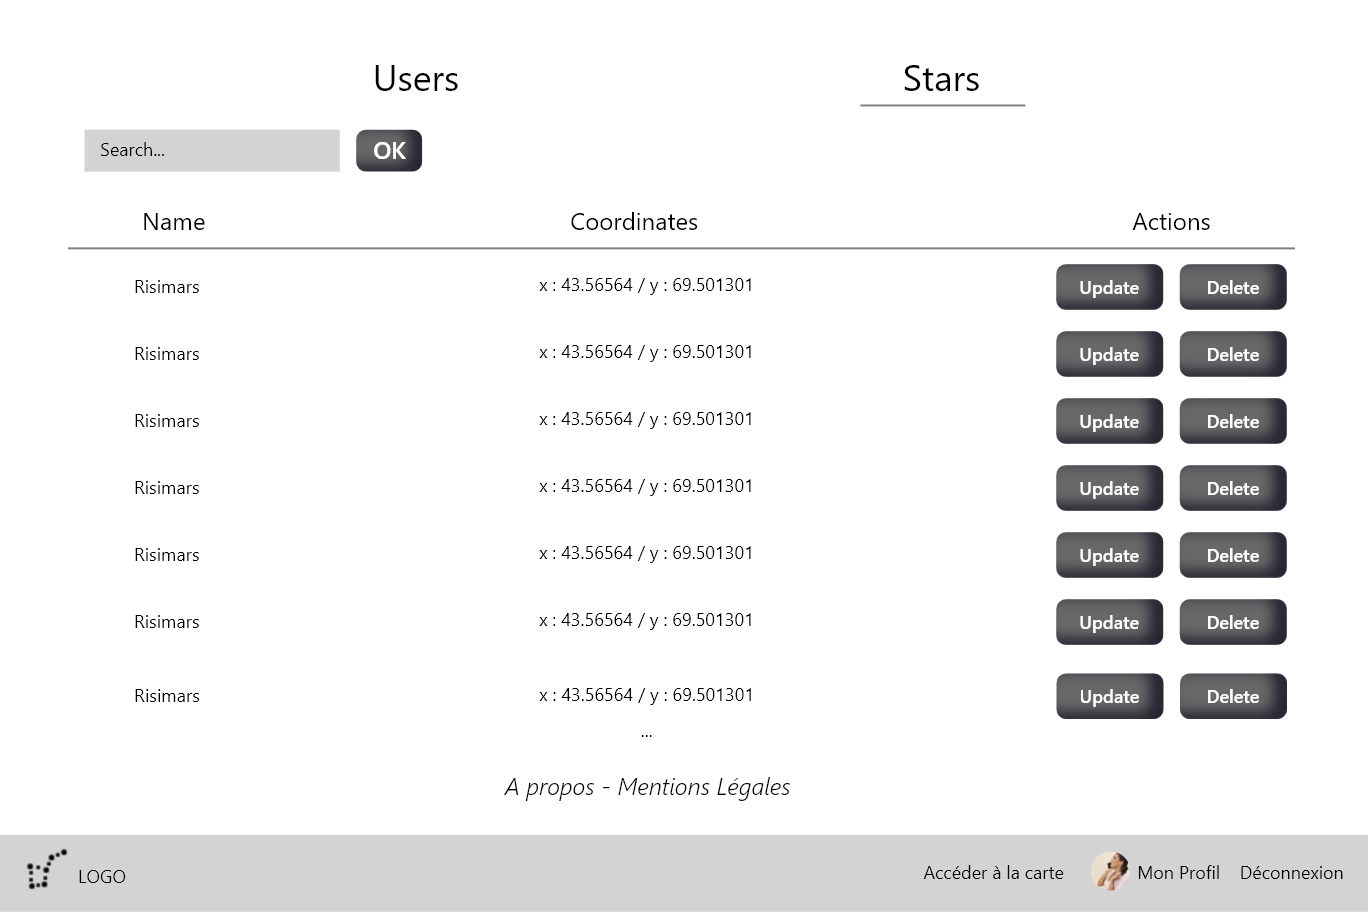 Users Stars
Search... OK
Name Coordinates Actions
Risimars x : 43.56564 / y : 69.501301 Update Delete
Risimars x : 43.56564 / y : 69.501301 Update Delete
Risimars x : 43.56564 / y : 69.501301 Update Delete
Risimars x : 43.56564 / y : 69.501301 Update Delete
Risimars x : 43.56564 / y : 69.501301 Update Delete
Risimars x : 43.56564 / y : 69.501301 Update Delete
Risimars x : 43.56564 / y : 69.501301 Update Delete
...
A propos - Mentions Légales
LOGO Accéder à la carte Mon Profil Déconnexion